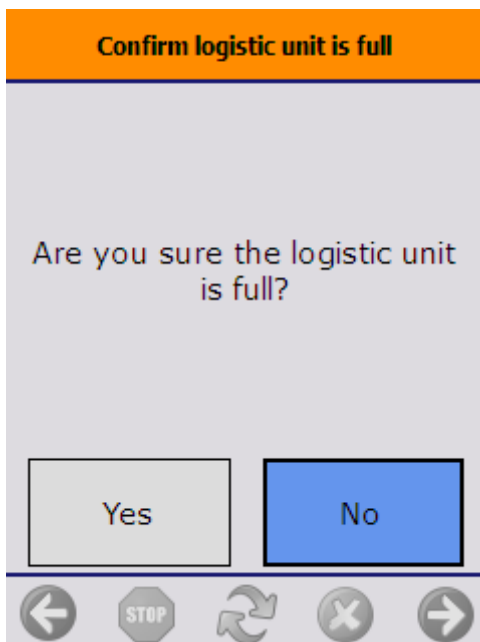 Confirm logistic unit is full
Are you sure the logistic unit
is full?
Yes
No
STOP